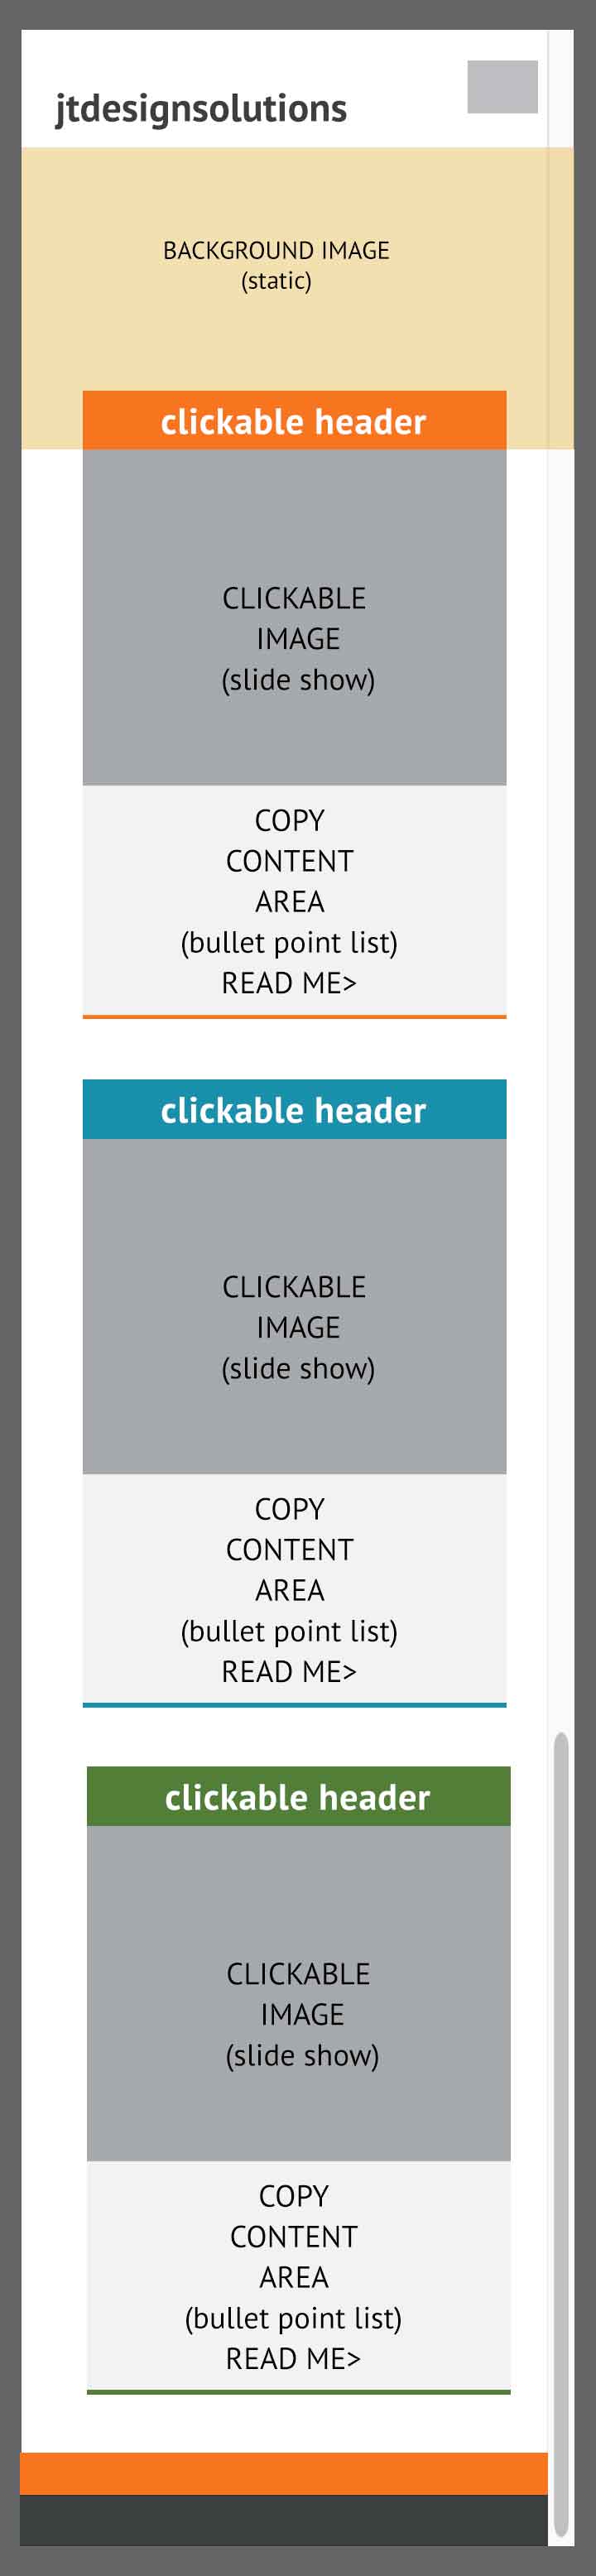 jtdesignsolutions
BACKGROUND IMAGE
(static)
clickable header
CLICKABLE
IMAGE
(slide show)
COPY
CONTENT
AREA
(bullet point list)
READ ME>
clickable header
CLICKABLE
IMAGE
(slide show)
COPY
CONTENT
AREA
(bullet point list)
READ ME>
clickable header
CLICKABLE
IMAGE
(slide show)
COPY
CONTENT
AREA
(bullet point list)
READ ME>